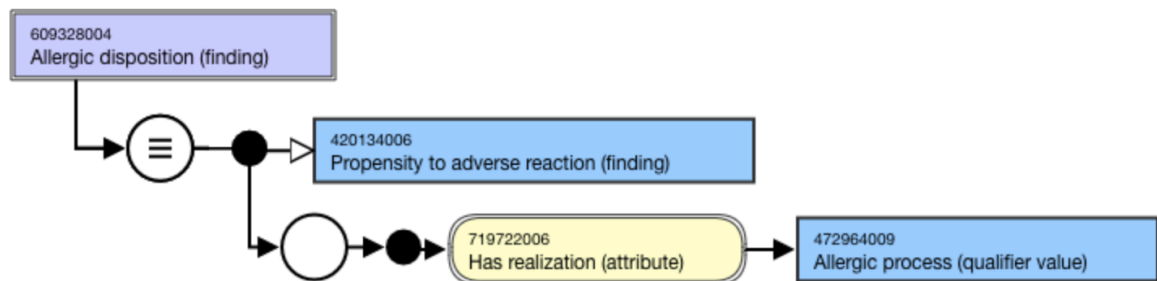 609328004
Allergic disposition (finding)
420134006
Propensity to adverse reaction (finding)
719722006
Has realization (attribute)
472964009
Allergic process (qualifier value)